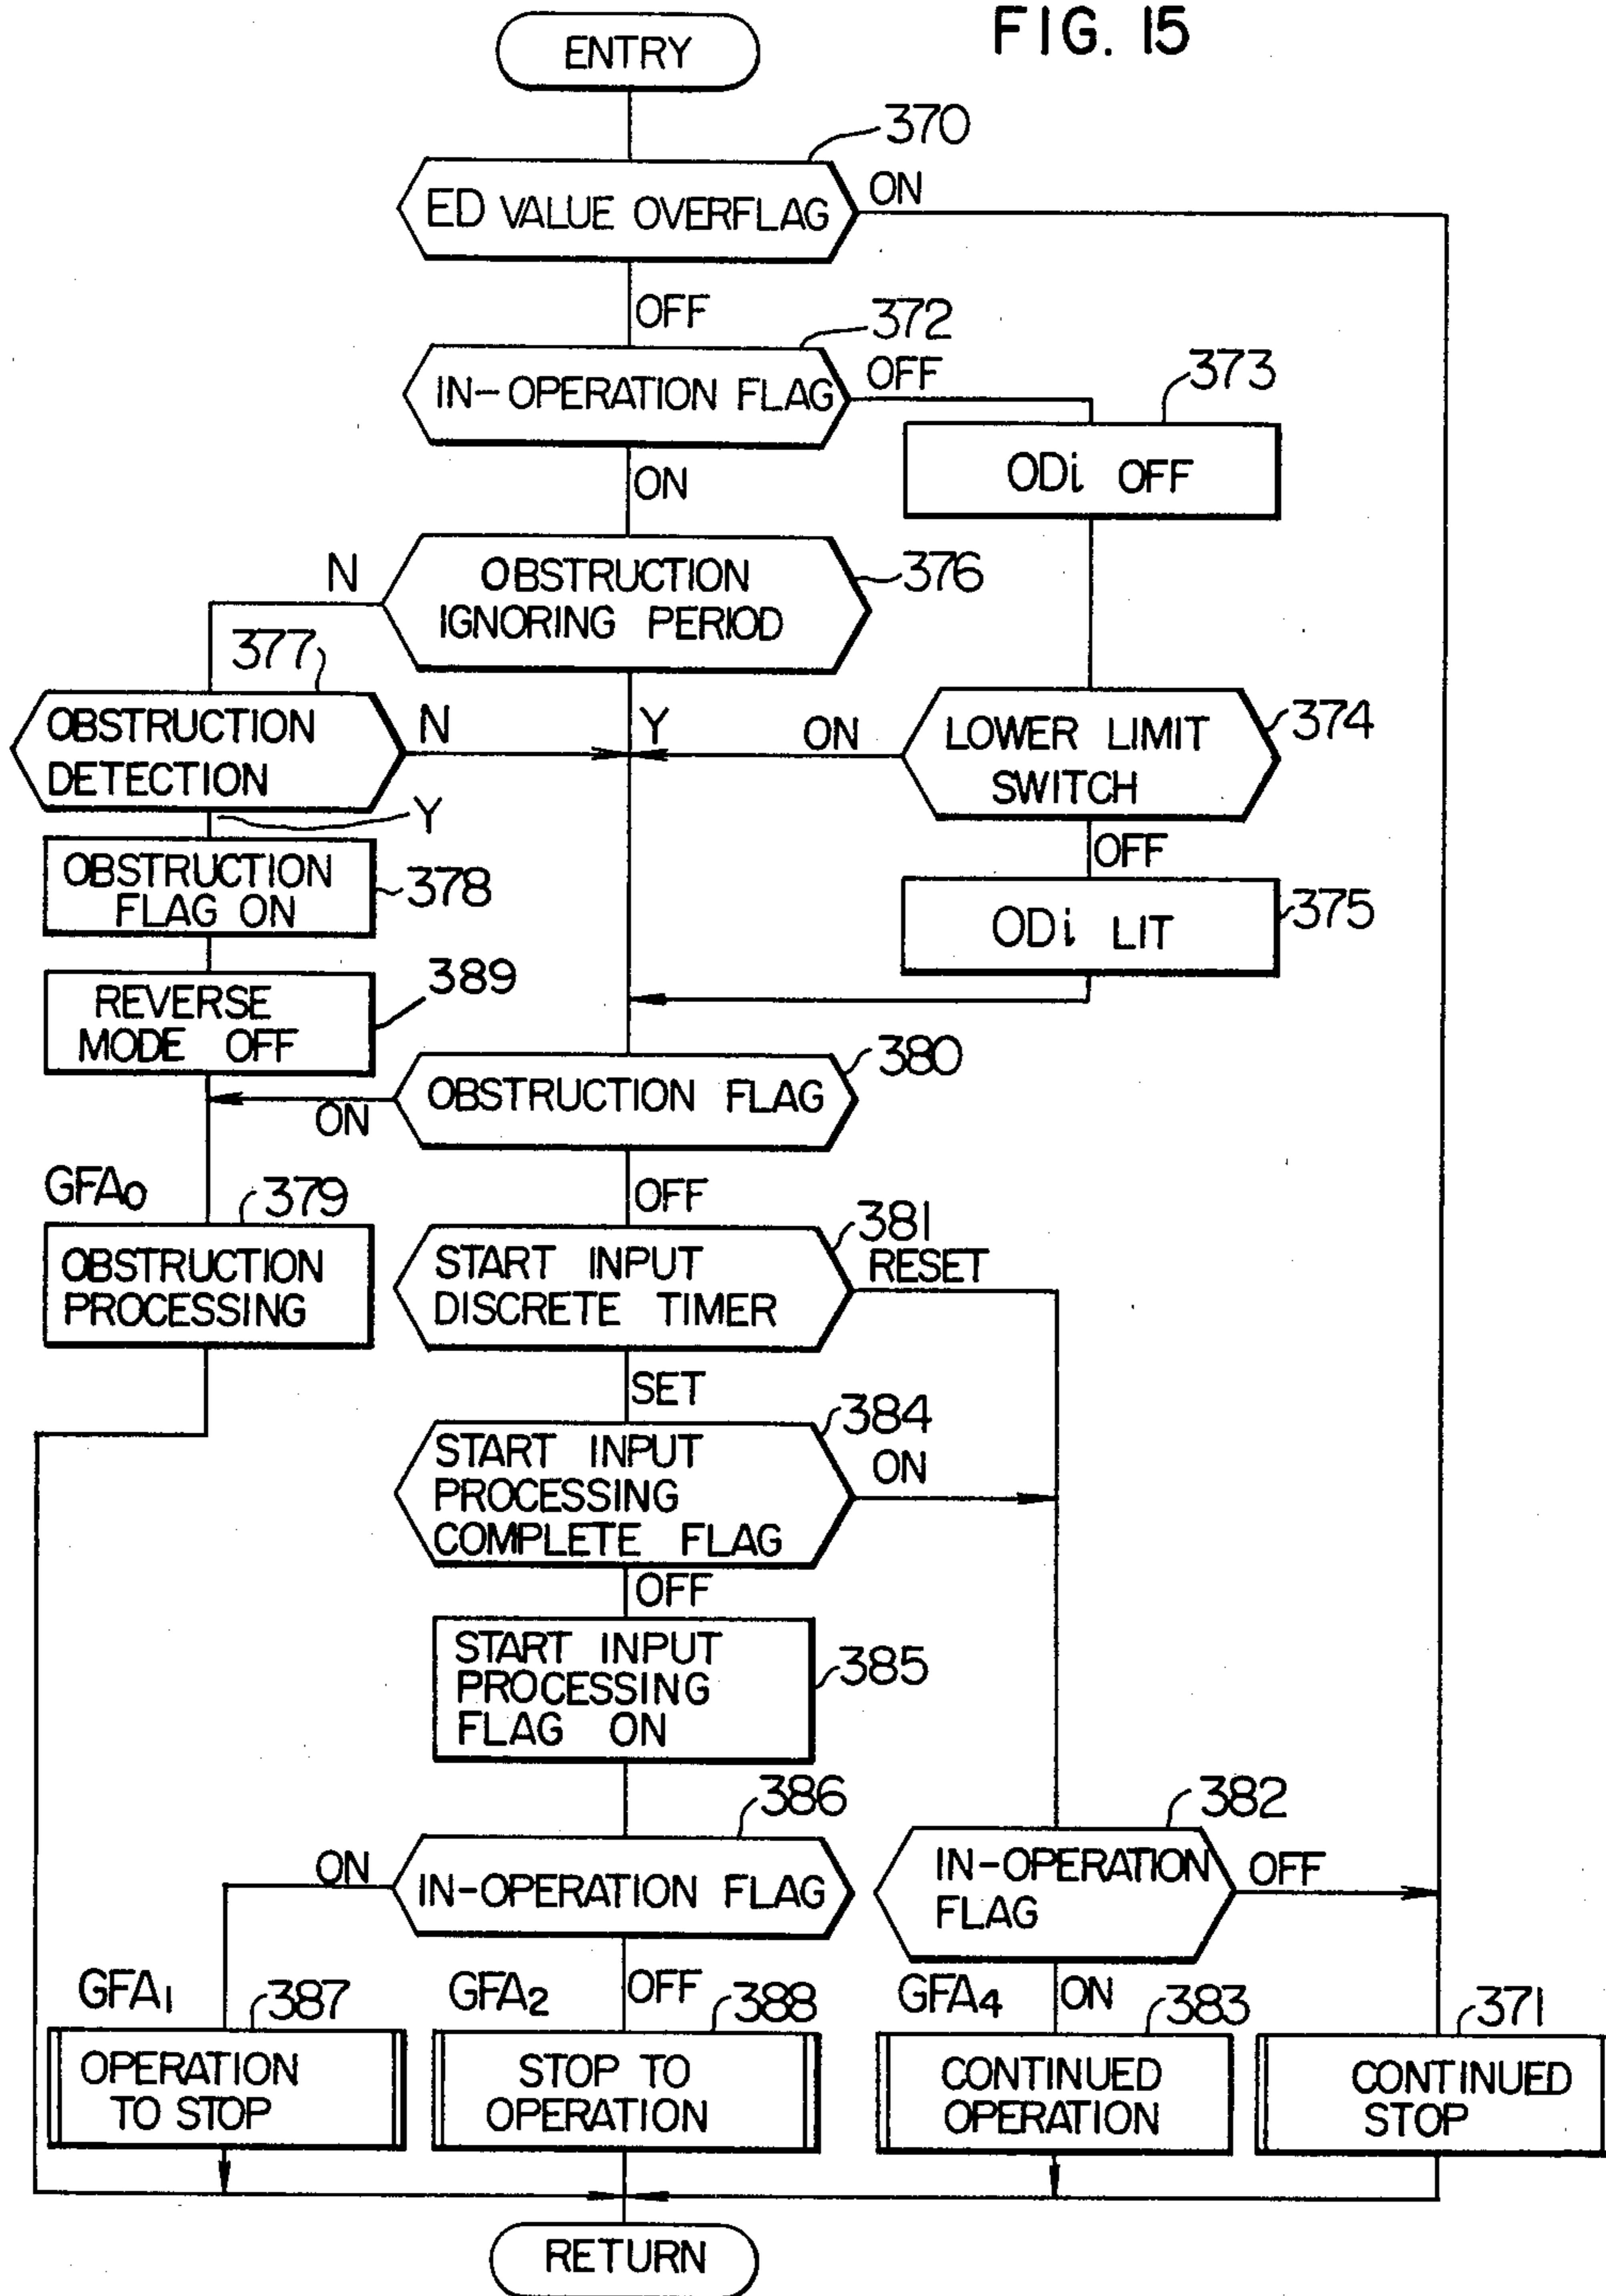 FIG. 15
ENTRY
370
ED VALUE OVERFLAG
ON
OFF
372
IN-OPERATION FLAG
OFF
373
ODi OFF
ON
N
OBSTRUCTION
IGNORING PERIOD
376
377
OBSTRUCTION
DETECTION
N
Y
ON
LOWER LIMIT
SWITCH
374
Y
OFF
OBSTRUCTION
FLAG ON
378
ODi LIT
375
REVERSE
MODE OFF
389
380
OBSTRUCTION FLAG
ON
GFA0
379
OFF
OBSTRUCTION
PROCESSING
381
START INPUT
DISCRETE TIMER
RESET
SET
384
START INPUT
PROCESSING
COMPLETE FLAG
ON
OFF
START INPUT
PROCESSING
FLAG ON
385
386
382
ON
IN-OPERATION FLAG
IN-OPERATION
FLAG
OFF
GFA1
387
GFA2
OFF
388
GFA4
ON
383
371
OPERATION
TO STOP
STOP TO
OPERATION
CONTINUED
OPERATION
CONTINUED
STOP
RETURN